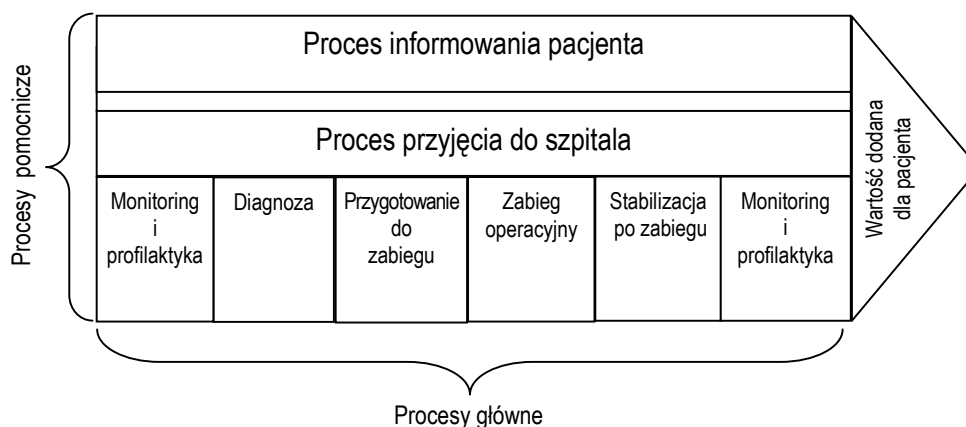 Procesy pomocnicze
Proces informowania pacjenta
Proces przyjęcia do szpitala
Monitoring
i
profilaktyka
Diagnoza
Przygotowanie
do
zabiegu
Zabieg
operacyjny
Stabilizacja
po zabiegu
Monitoring
i
profilaktyka
Wartość dodana
dla pacjenta
Procesy główne